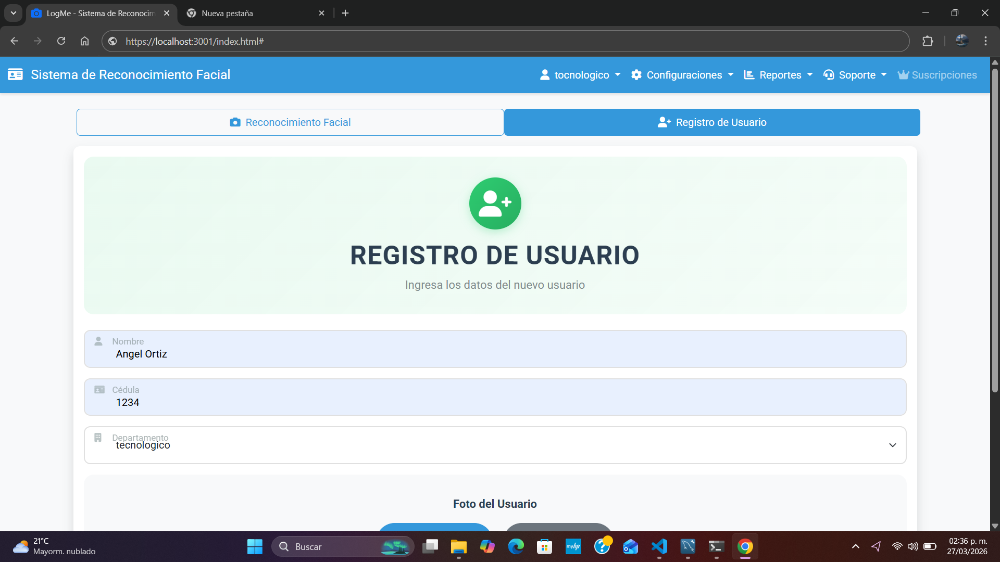 LogMe - Sistema de Reconocim
Nueva pestaña
https://localhost:3001/index.html#
Sistema de Reconocimiento Facial
tocnologico
Configuraciones
Reportes
Soporte
Suscripciones
Reconocimiento Facial
Registro de Usuario
REGISTRO DE USUARIO
Ingresa los datos del nuevo usuario
Nombre
Angel Ortiz
Cédula
1234
Departamento
tecnologico
Foto del Usuario
21°C
Mayorm. nublado
Buscar
myhp
02:36 p. m.
27/03/2026